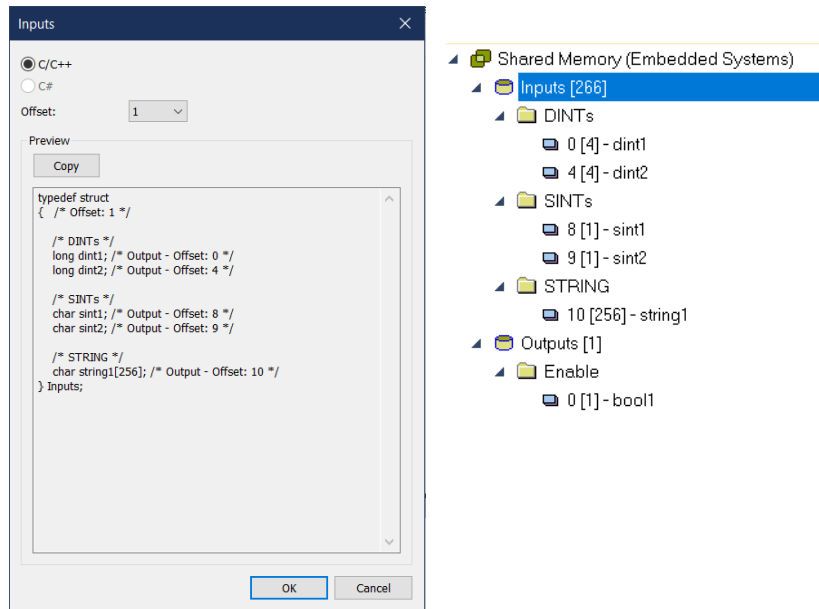 Inputs
C/C++
C#
Offset: 1
Preview
Copy
typedef struct
{ /* Offset: 1 */
/* DINTs */
long dint1; /* Output - Offset: 0 */
long dint2; /* Output - Offset: 4 */
/* SINTs */
char sint1; /* Output - Offset: 8 */
char sint2; /* Output - Offset: 9 */
/* STRING */
char string1[256]; /* Output - Offset: 10 */
} Inputs;
OK Cancel
Shared Memory (Embedded Systems)
Inputs [266]
DINTs
0 [4] - dint1
4 [4] - dint2
SINTs
8 [1] - sint1
9 [1] - sint2
STRING
10 [256] - string1
Outputs [1]
Enable
0 [1] - bool1